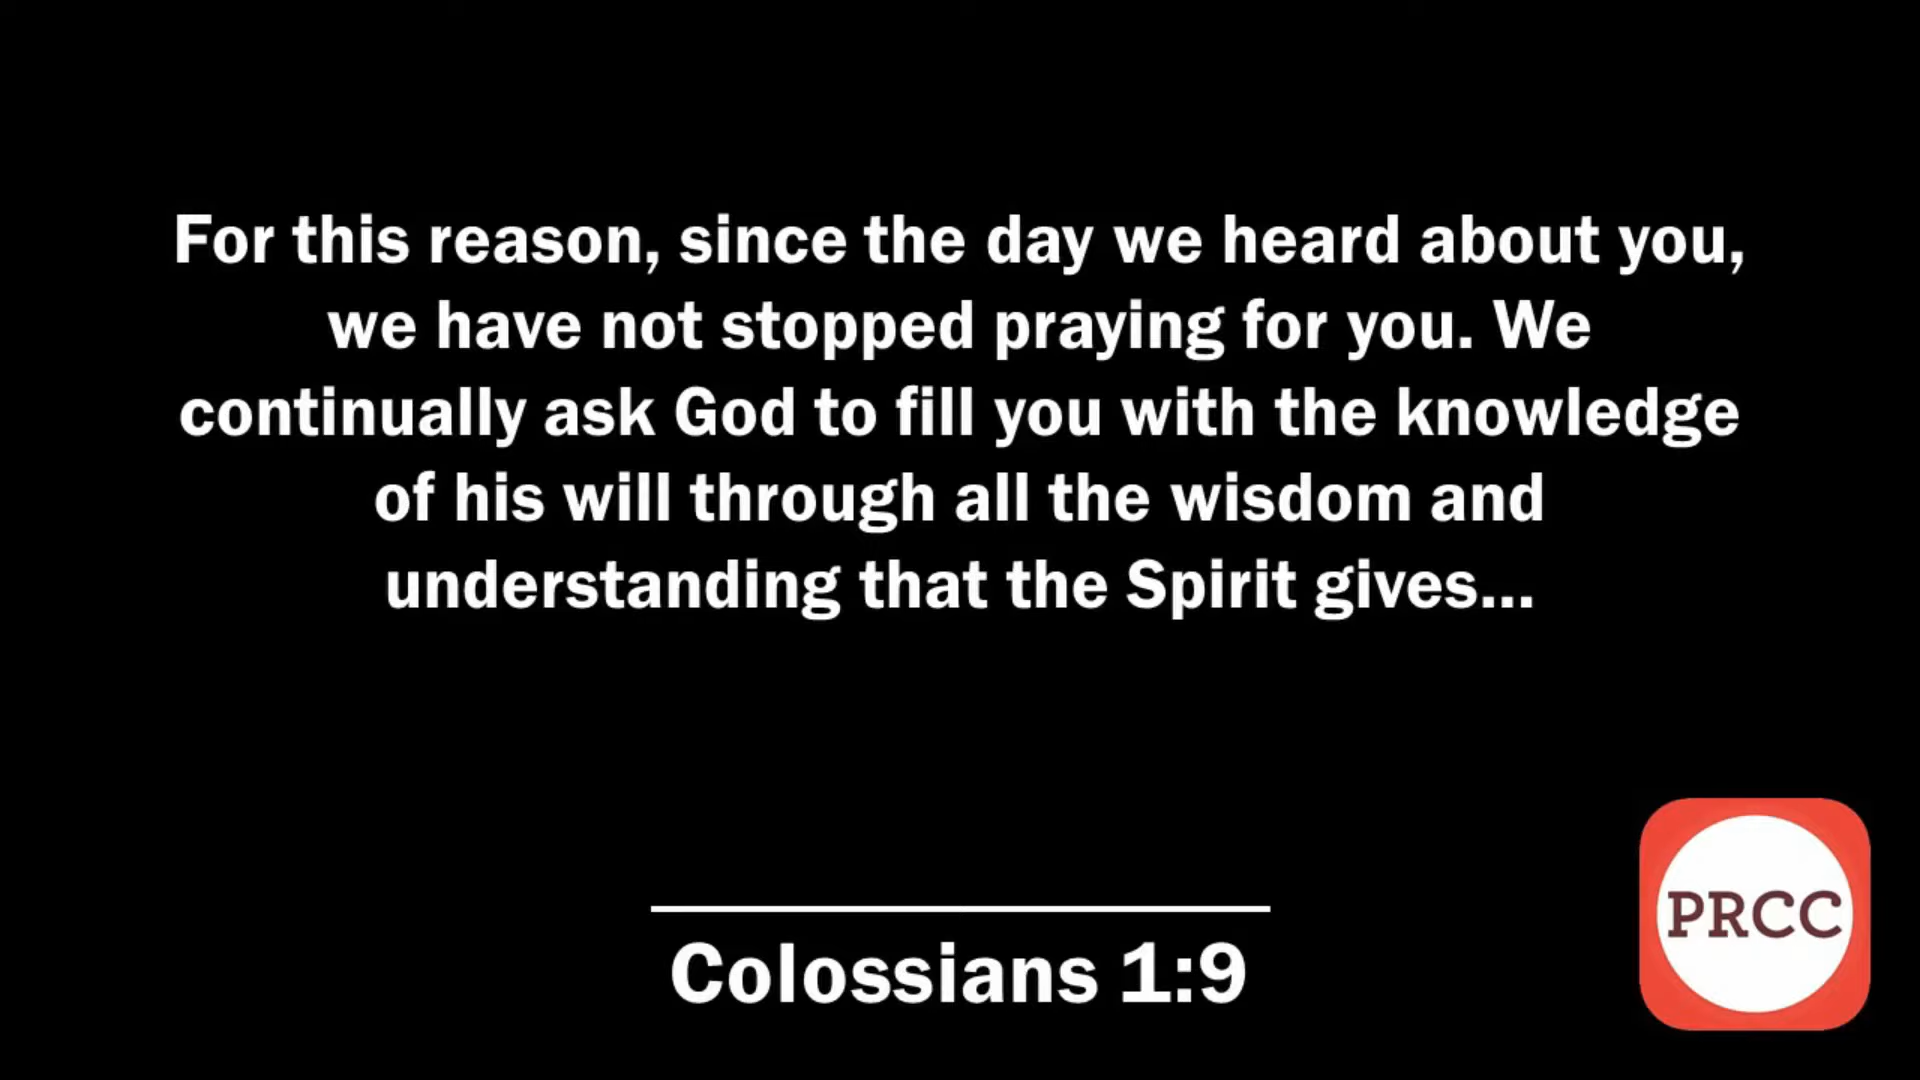 For this reason, since the day we heard about you,
we have not stopped praying for you. We
continually ask God to fill you with the knowledge
of his will through all the wisdom and
understanding that the Spirit gives...
Colossians 1:9
PRCC